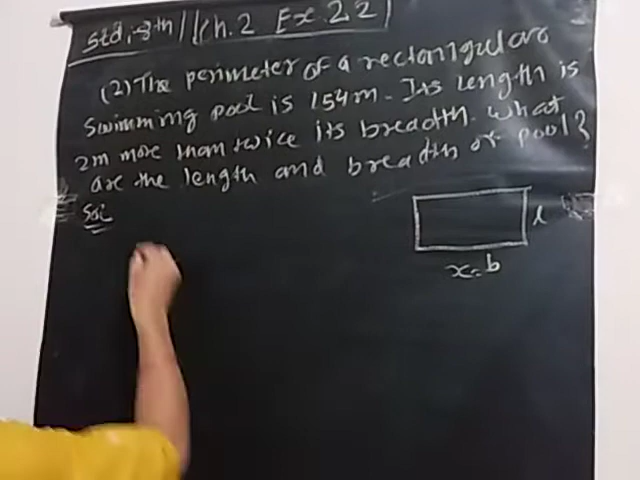 std,8th / Ch.2 Ex.2.2
(2) The perimeter of a rectangular
swimming pool is 154m. Its length is
2m more than twice its breadth. what
are the length and breadth of pool?
Sol
l
x=b